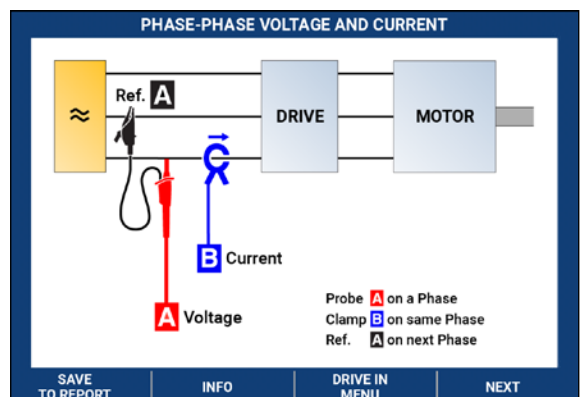 PHASE-PHASE VOLTAGE AND CURRENT
Ref. A
≈
DRIVE
MOTOR
B Current
A Voltage
Probe A on a Phase
Clamp B on same Phase
Ref. A on next Phase
SAVE
TO REPORT
INFO
DRIVE IN
MENU
NEXT